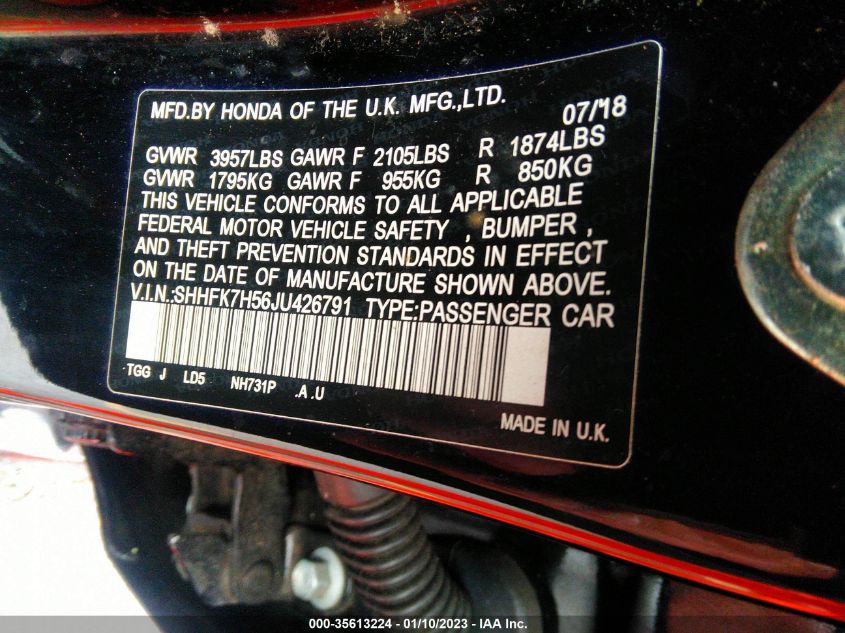 MFD.BY HONDA OF THE U.K. MFG.,LTD. 07/18
GVWR 3957LBS GAWR F 2105LBS R 1874LBS
GVWR 1795KG GAWR F 955KG R 850KG
THIS VEHICLE CONFORMS TO ALL APPLICABLE
FEDERAL MOTOR VEHICLE SAFETY , BUMPER ,
AND THEFT PREVENTION STANDARDS IN EFFECT
ON THE DATE OF MANUFACTURE SHOWN ABOVE.
V.I.N.:SHHFK7H56JU426791 TYPE:PASSENGER CAR
TGG J LD5 NH731P .A .U
MADE IN U.K.
000-35613224 - 01/10/2023 - IAA Inc.